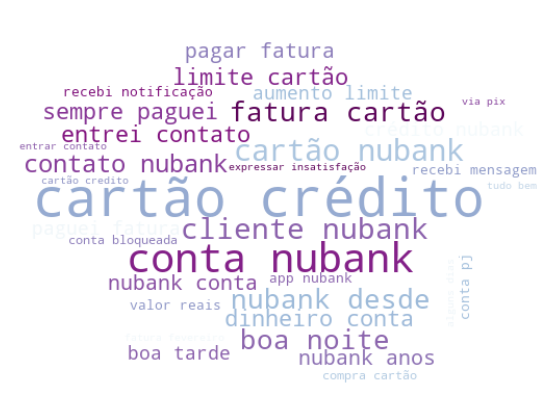 pagar fatura
limite cartão
recebi notificação
aumento limite
via pix
sempre paguei
fatura cartão
entrei contato
crédito nubank
entrar contato
cartão nubank
contato nubank
expressar insatisfação
recebi mensagem
cartão credito
cartão crédito
tudo bem
paguei fatura
cliente nubank
conta bloqueada
conta nubank
nubank conta
app nubank
conta pj
valor reais
nubank desde
dinheiro conta
boa noite
boa tarde
nubank anos
compra cartão